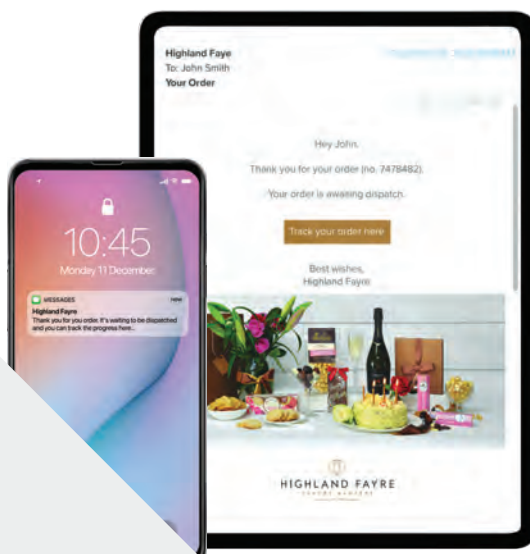 Highland Faye
To: John Smith
Your Order
Hey John,
Thank you for your order (no. 7478482).
Your order is awaiting dispatch.
Track your order here
Best wishes,
Highland Fayre
HIGHLAND FAYRE
LUXURY HAMPERS
10:45
Monday 11 December
MESSAGES
now
Highland Fayre
Thank you for you order. It's waiting to be dispatched
and you can track the progress here...